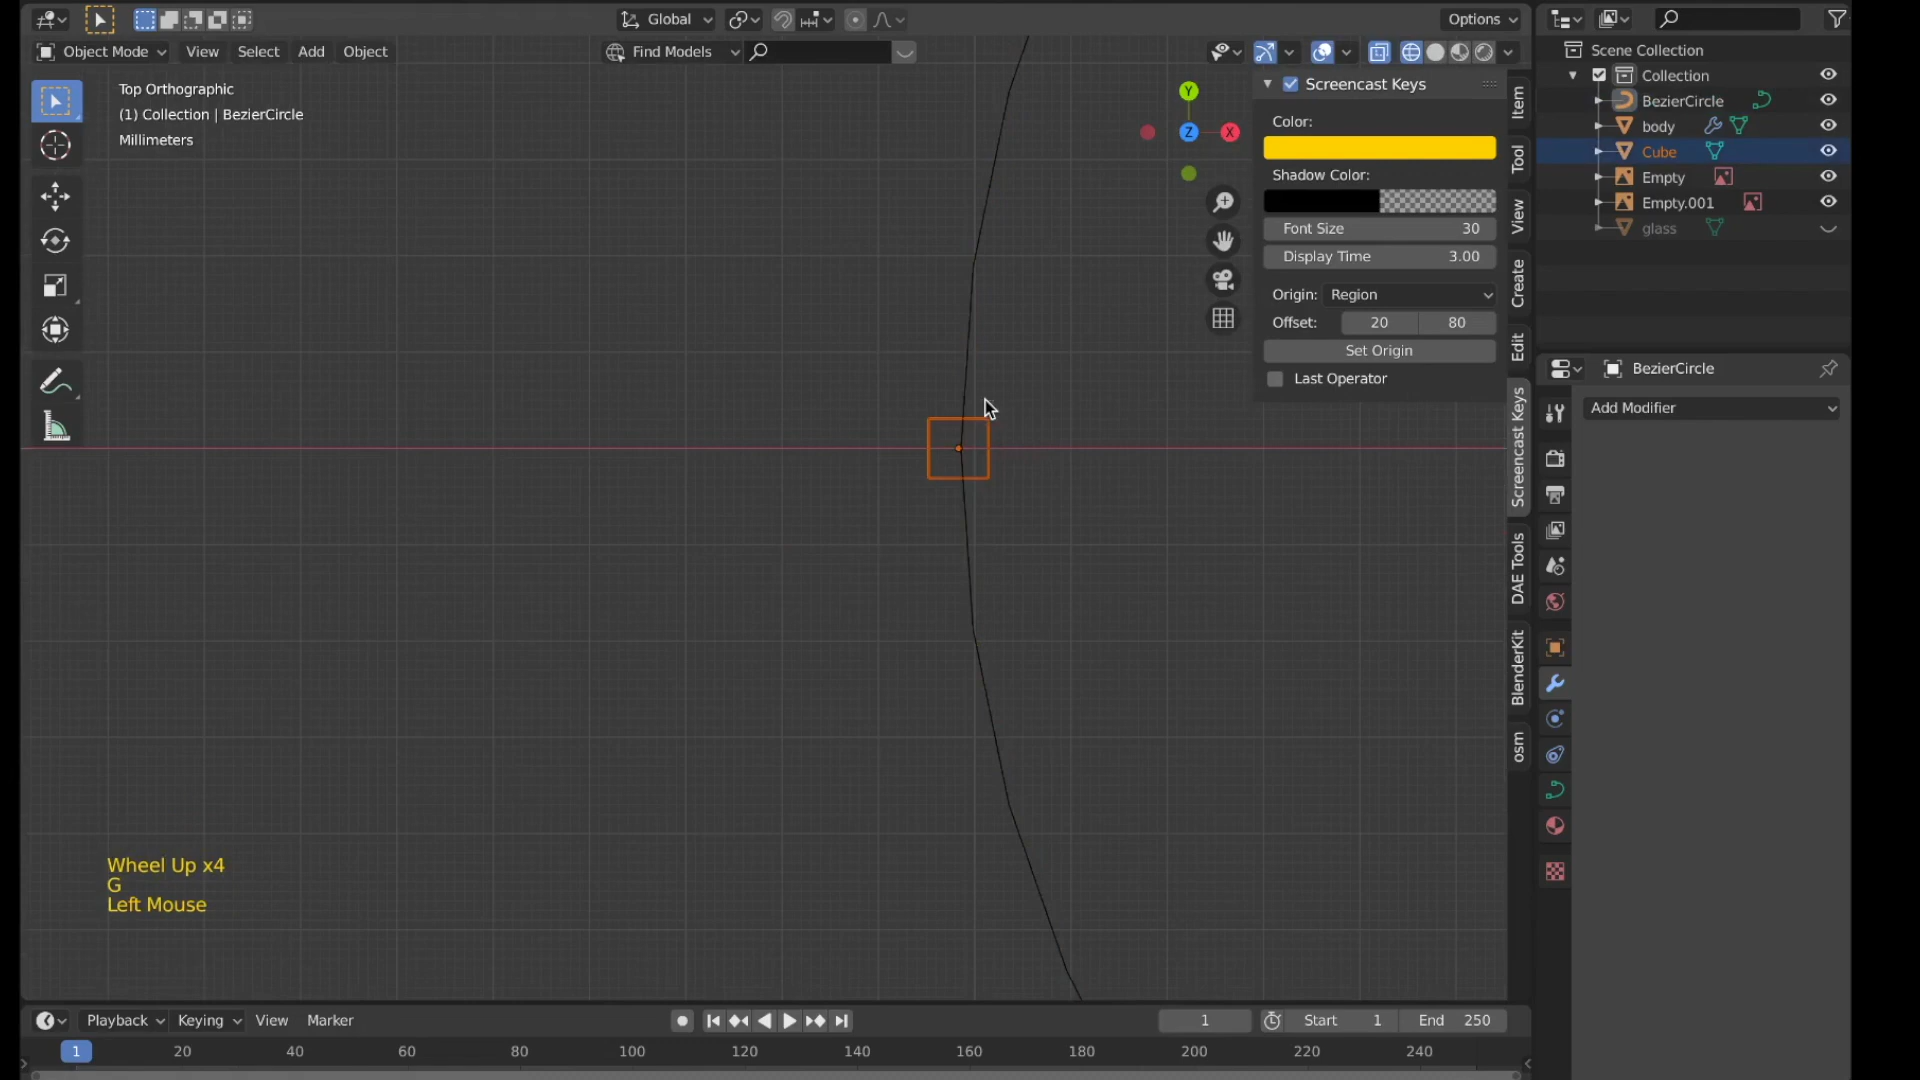 Global
Options
Object Mode
View
Select
Add
Object
Find Models
Top Orthographic
(1) Collection | BezierCircle
Millimeters
Y
Z
X
Screencast Keys
Color:
Shadow Color:
Font Size 30
Display Time 3.00
Origin: Region
Offset: 20 80
Set Origin
Last Operator
Item
Tool
View
Create
Edit
Screencast Keys
DAE Tools
BlenderKit
osm
Scene Collection
Collection
BezierCircle
body
Cube
Empty
Empty.001
glass
BezierCircle
Add Modifier
Wheel Up x4
G
Left Mouse
Playback
Keying
View
Marker
1
Start 1
End 250
1 20 40 60 80 100 120 140 160 180 200 220 240